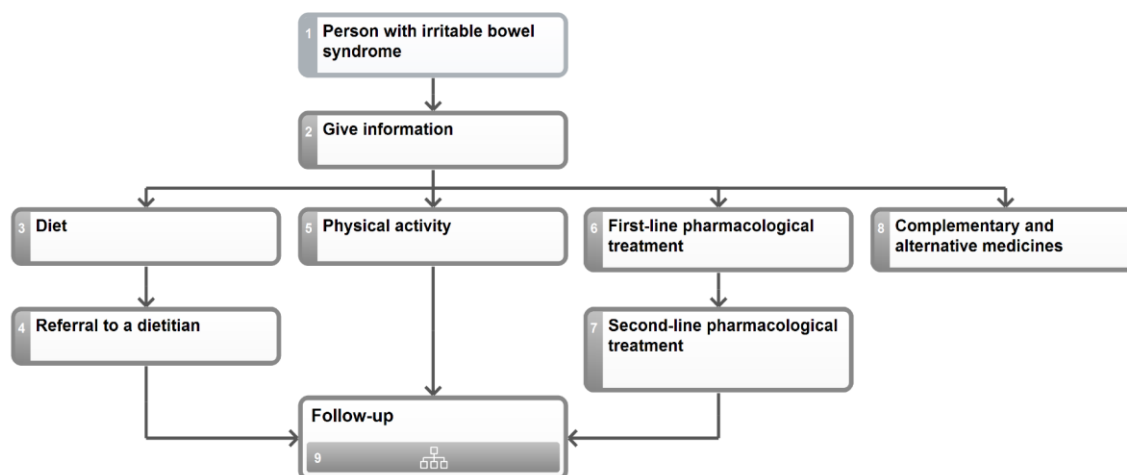 1 Person with irritable bowel
syndrome
2 Give information
3 Diet
5 Physical activity
6 First-line pharmacological
treatment
8 Complementary and
alternative medicines
4 Referral to a dietitian
7 Second-line pharmacological
treatment
Follow-up
9